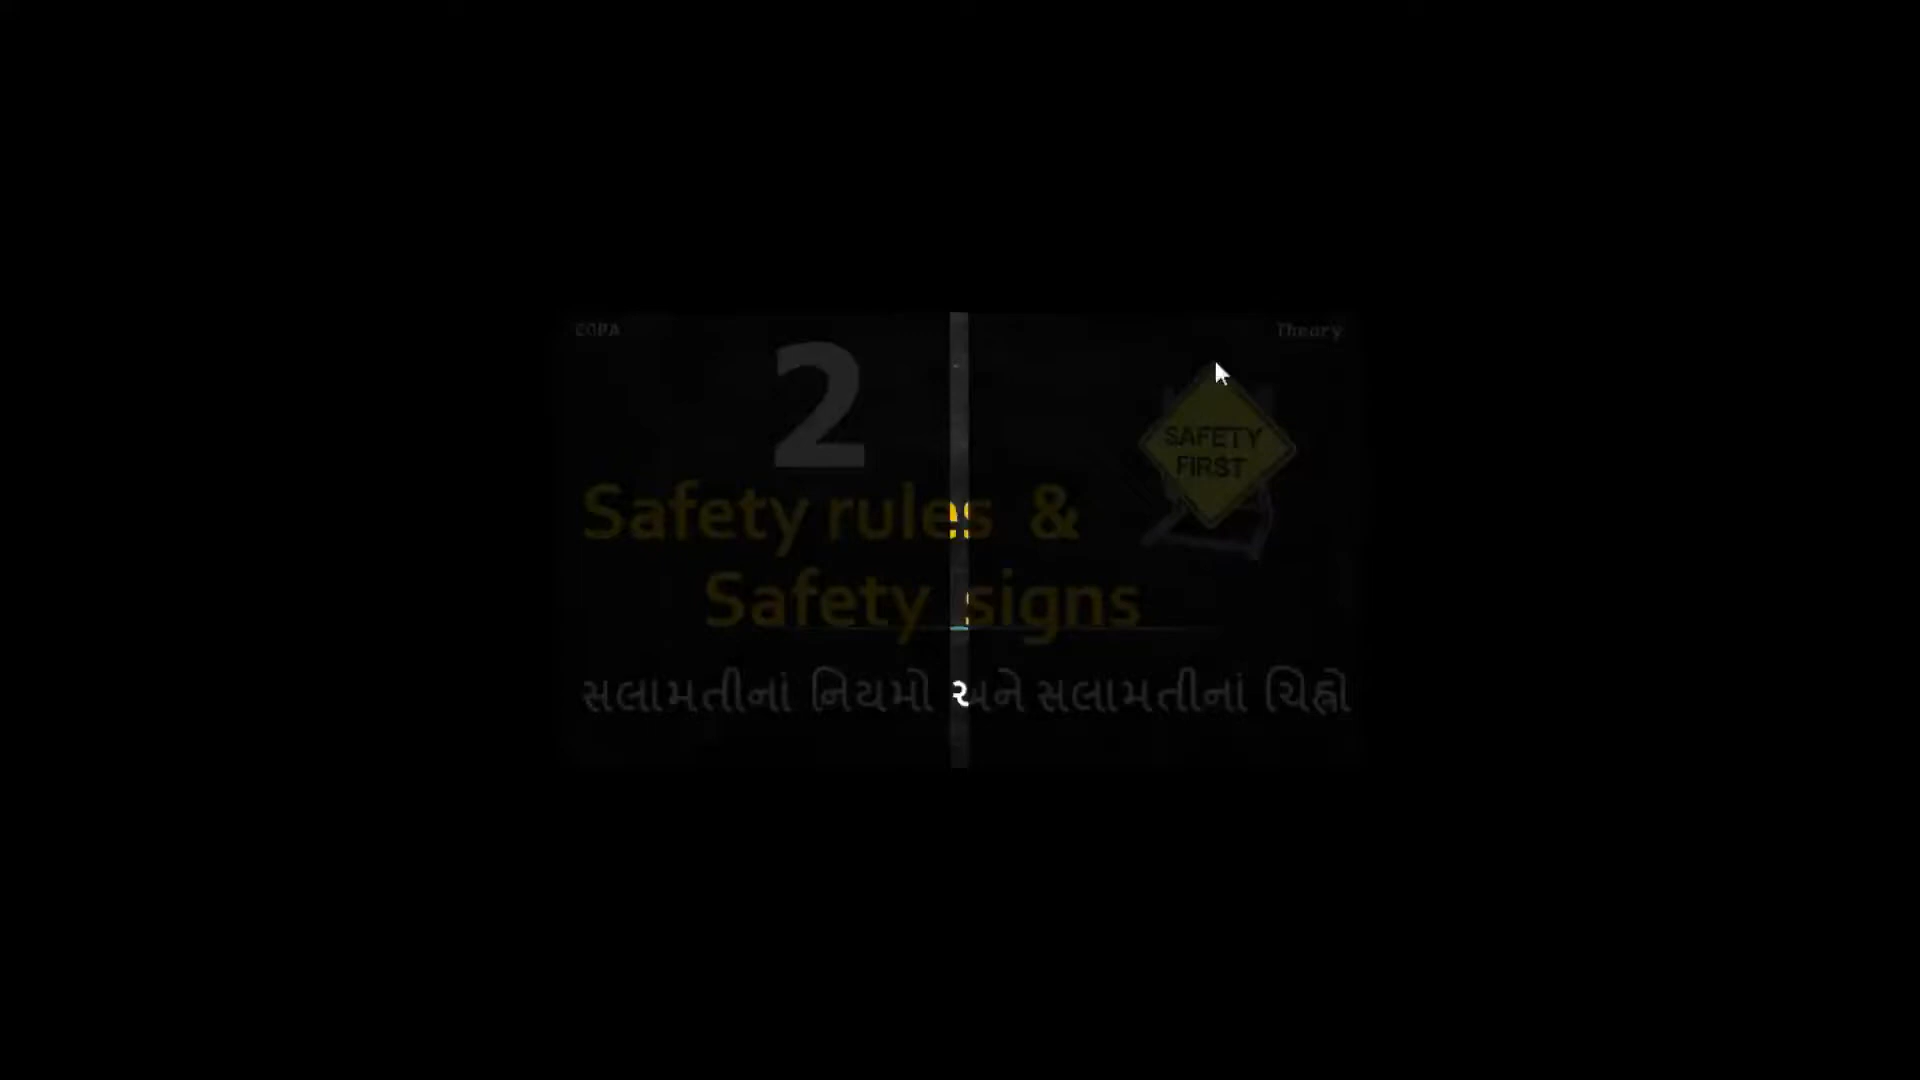 COPA
Theory
2
SAFETY
FIRST
Safety rules &
Safety signs
સલામતીનાં નિયમો અને સલામતીનાં ચિહ્નો